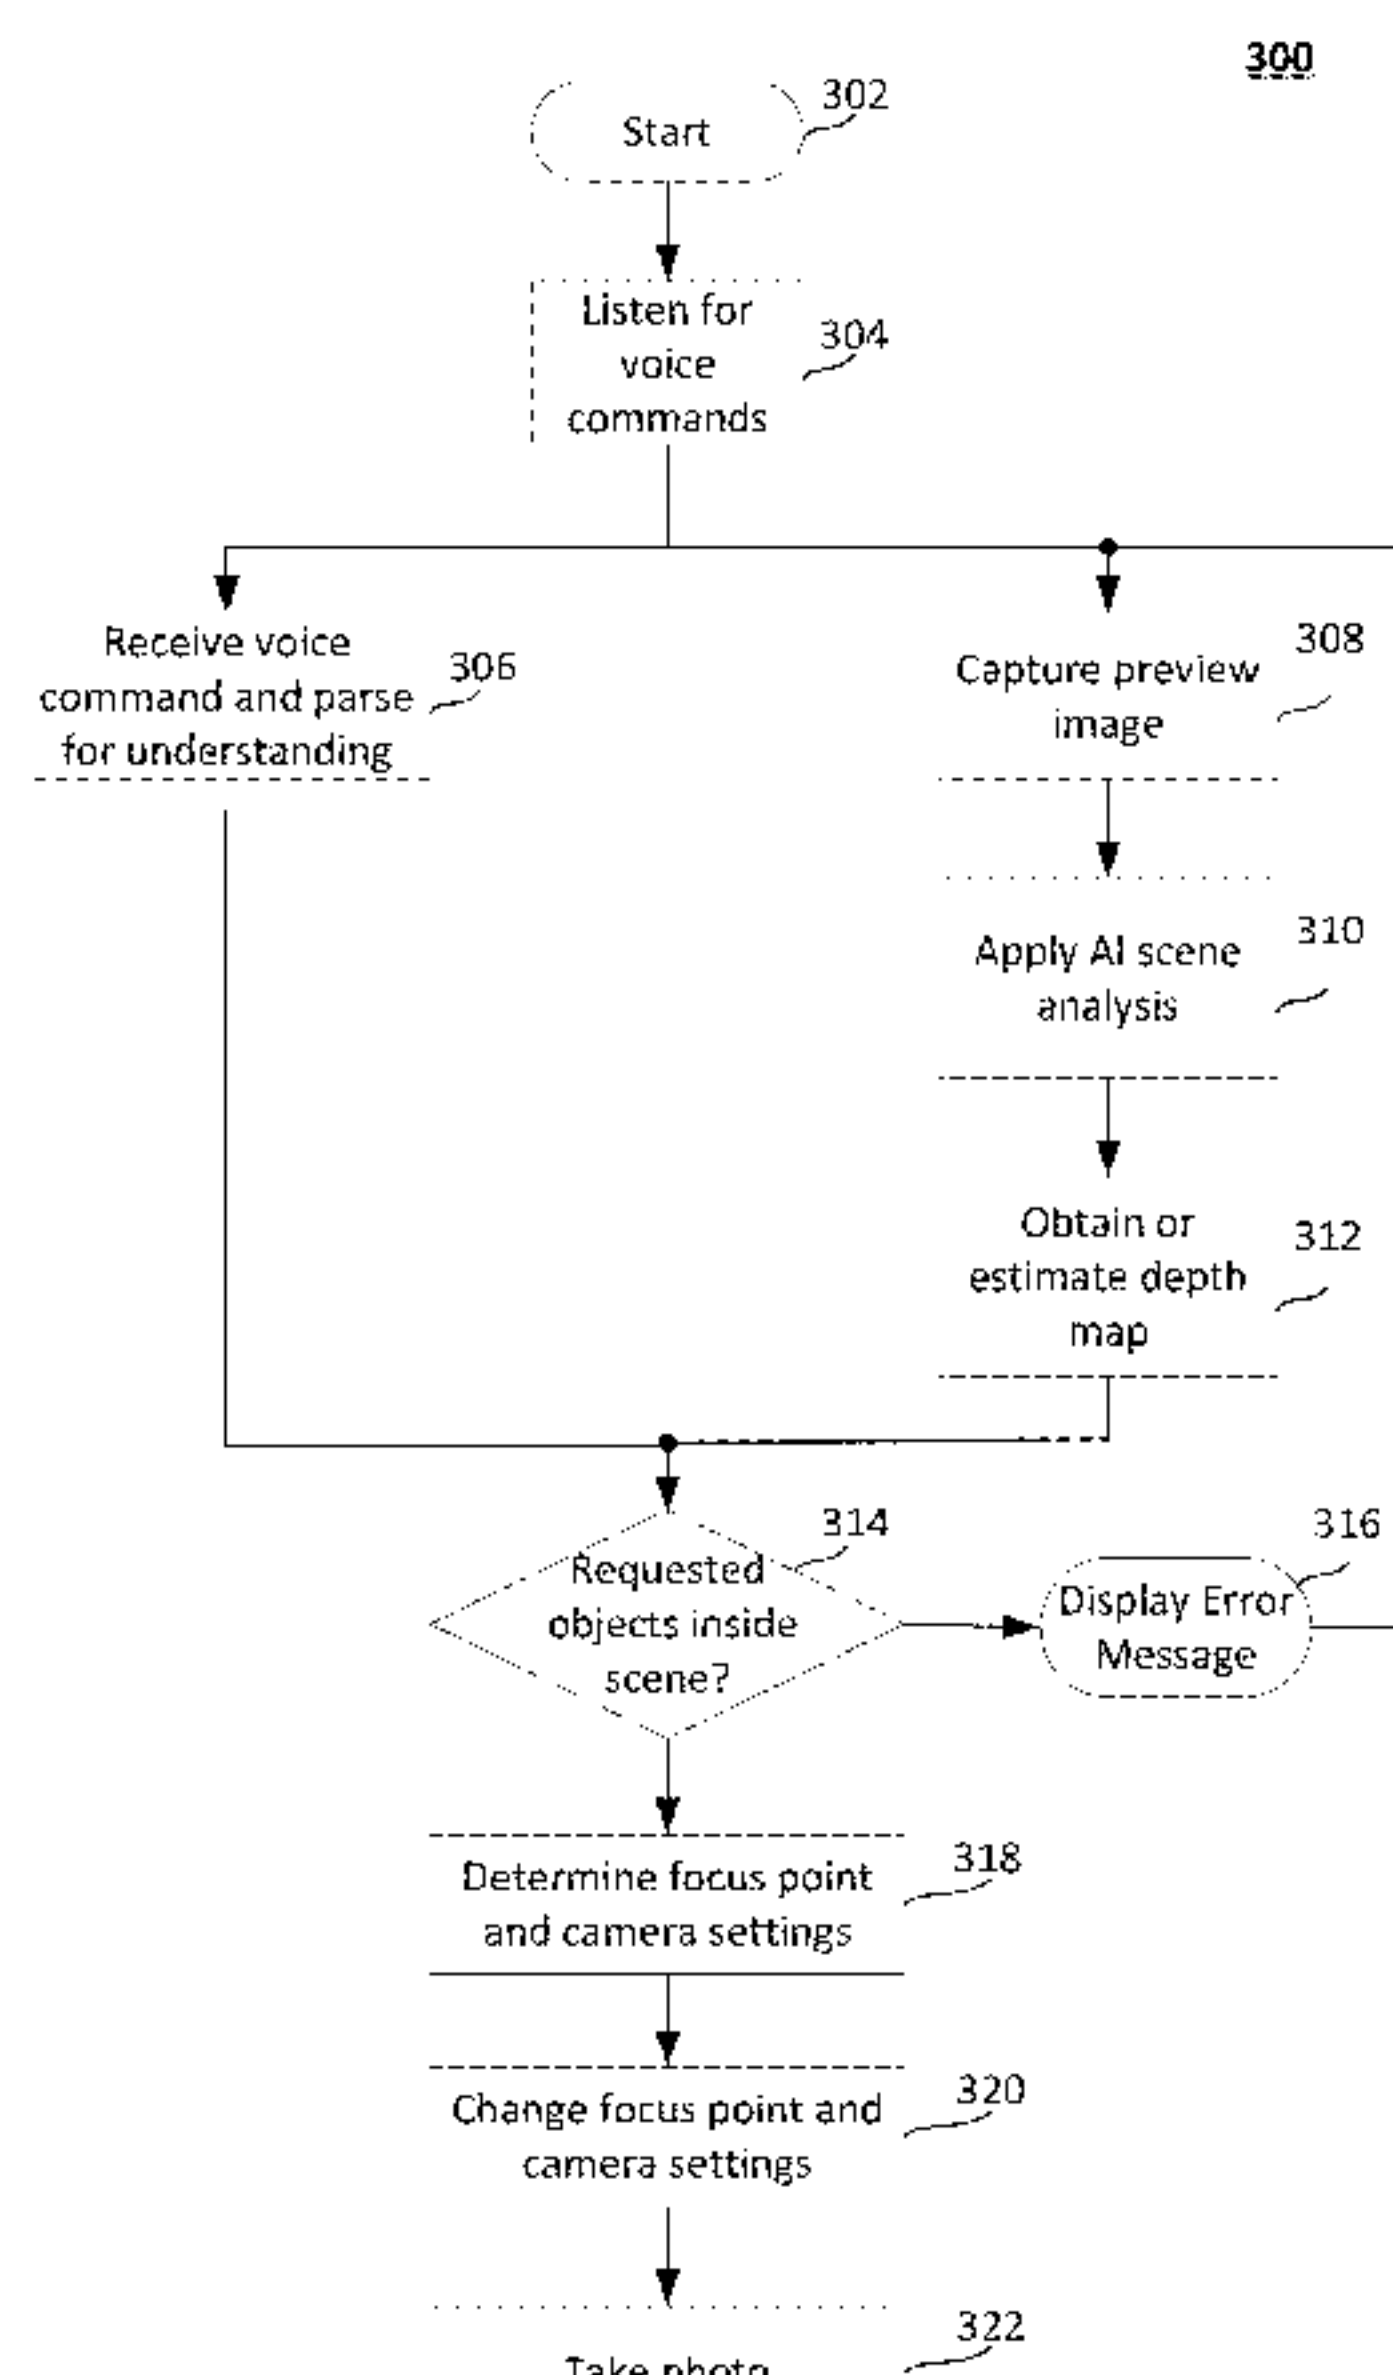 300
302
Start
Listen for
voice
commands
304
Receive voice
command and parse
for understanding
306
308
Capture preview
image
310
Apply AI scene
analysis
Obtain or
estimate depth
map
312
314
Requested
objects inside
scene?
316
Display Error
Message
318
Determine focus point
and camera settings
320
Change focus point and
camera settings
322
Take photo